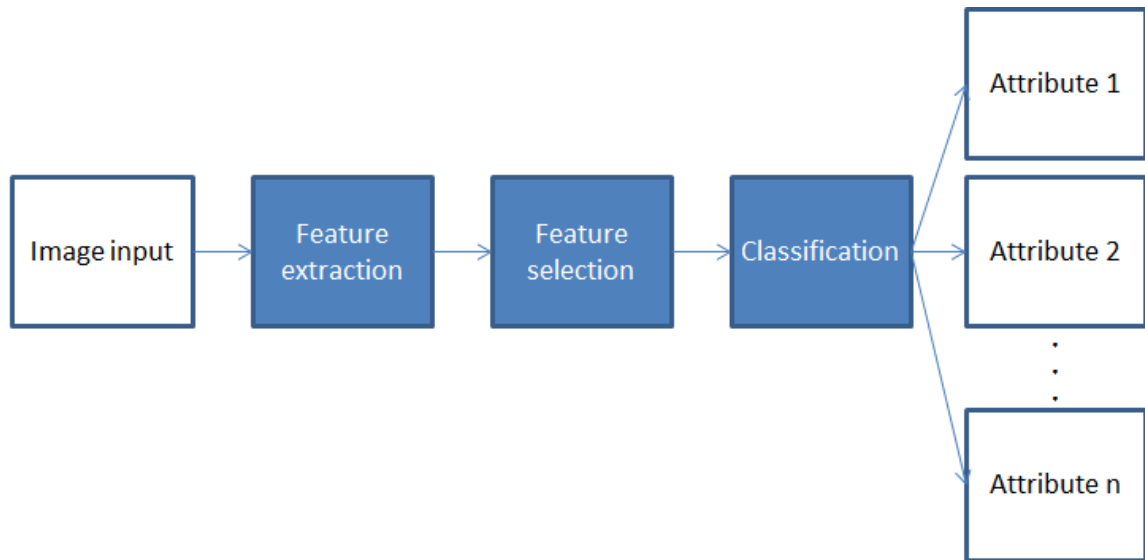 Image input
Feature
extraction
Feature
selection
Classification
Attribute 1
Attribute 2
Attribute n